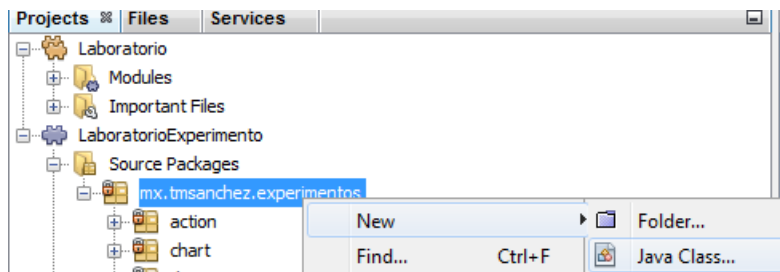 Projects Files Services
Laboratorio
Modules
Important Files
LaboratorioExperimento
Source Packages
mx.tmsanchez.experimentos
action New Folder...
chart Find... Ctrl+F Java Class...